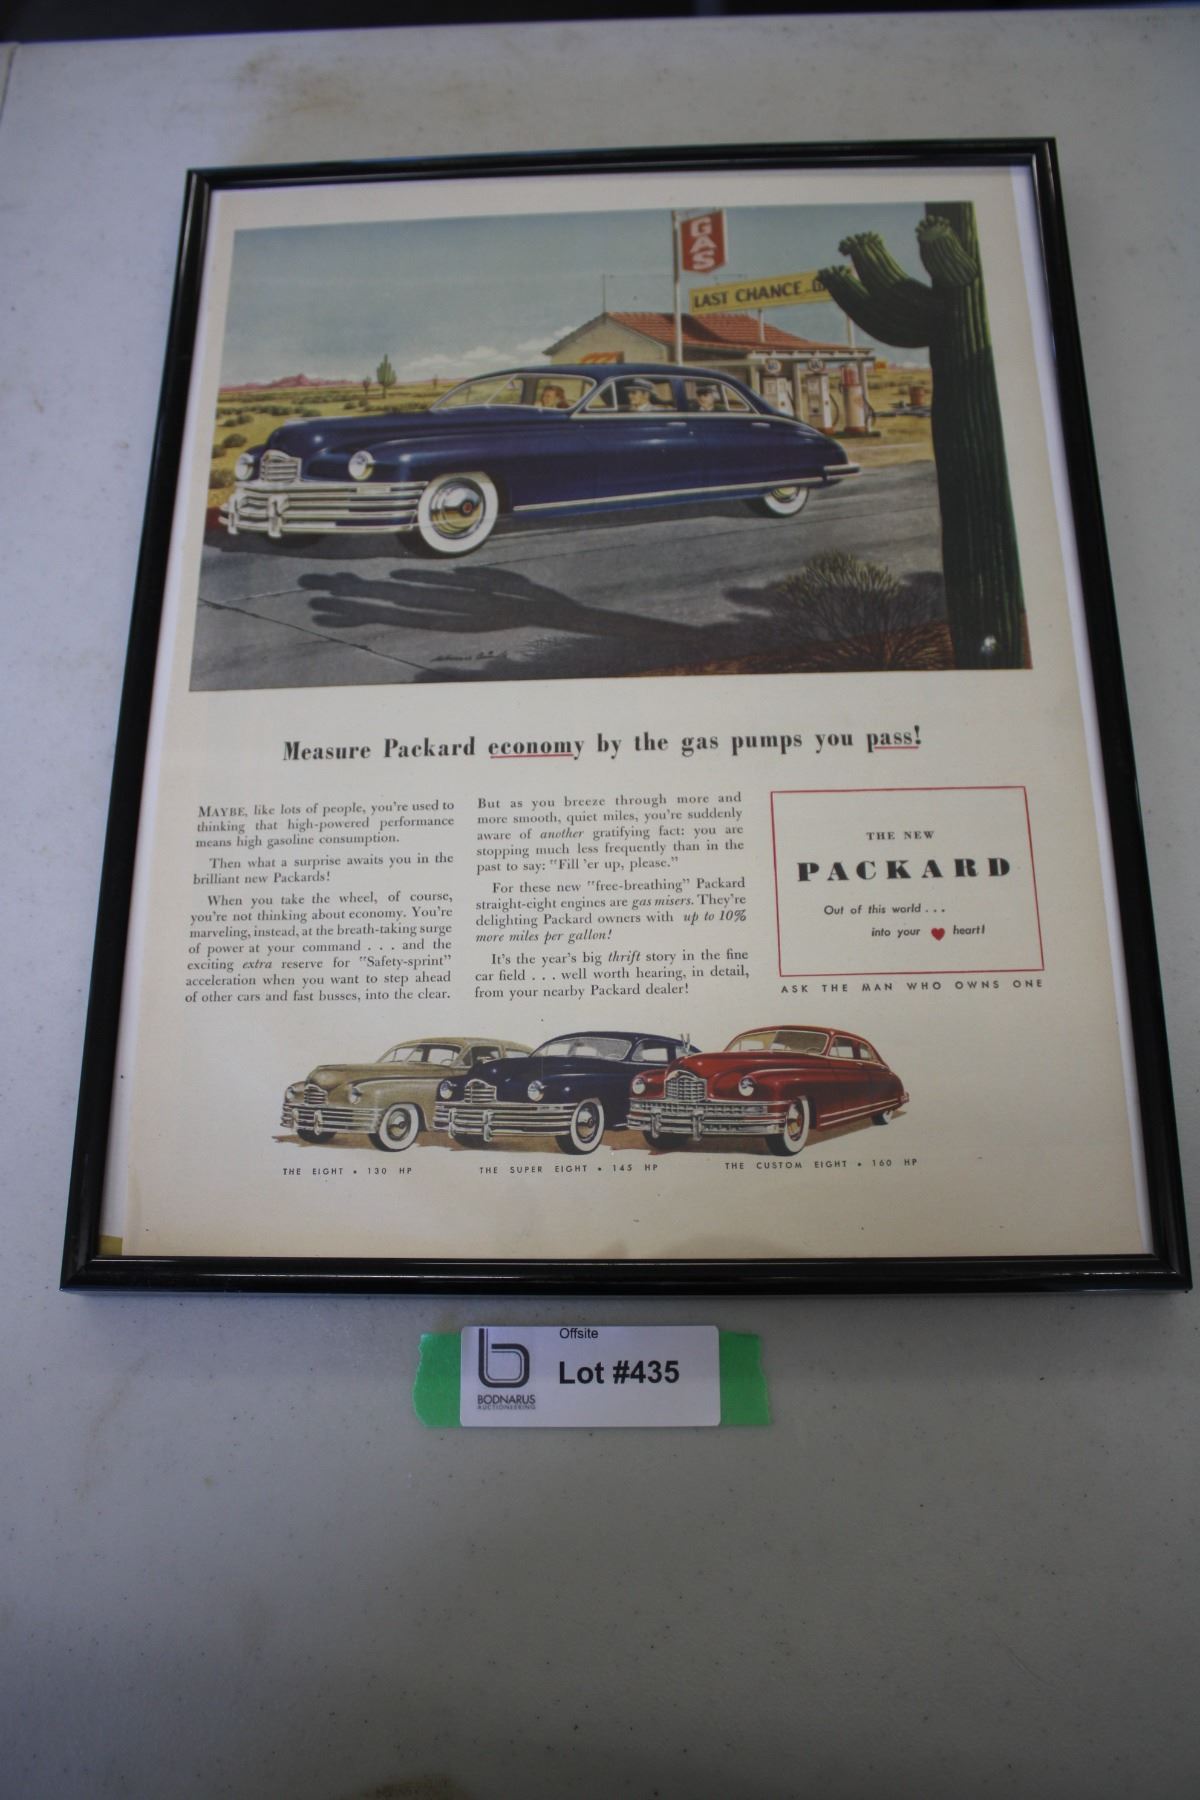 GAS
LAST CHANCE
Measure Packard economy by the gas pumps you pass!
MAYBE, like lots of people, you're used to
thinking that high-powered performance
means high gasoline consumption.
Then what a surprise awaits you in the
brilliant new Packards!
When you take the wheel, of course,
you're not thinking about economy. You're
marveling, instead, at the breath-taking surge
of power at your command . . . and the
exciting extra reserve for "Safety-sprint"
acceleration when you want to step ahead
of other cars and fast busses, into the clear.
But as you breeze through more and
more smooth, quiet miles, you're suddenly
aware of another gratifying fact: you are
stopping much less frequently than in the
past to say: "Fill 'er up, please."
For these new "free-breathing" Packard
straight-eight engines are gas misers. They're
delighting Packard owners with up to 10%
more miles per gallon!
It's the year's big thrift story in the fine
car field . . . well worth hearing, in detail,
from your nearby Packard dealer!
THE NEW
PACKARD
Out of this world . . .
into your heart!
ASK THE MAN WHO OWNS ONE
THE EIGHT • 130 HP
THE SUPER EIGHT • 145 HP
THE CUSTOM EIGHT • 160 HP
Offsite
Lot #435
b
BODNARUS
AUCTIONEERING